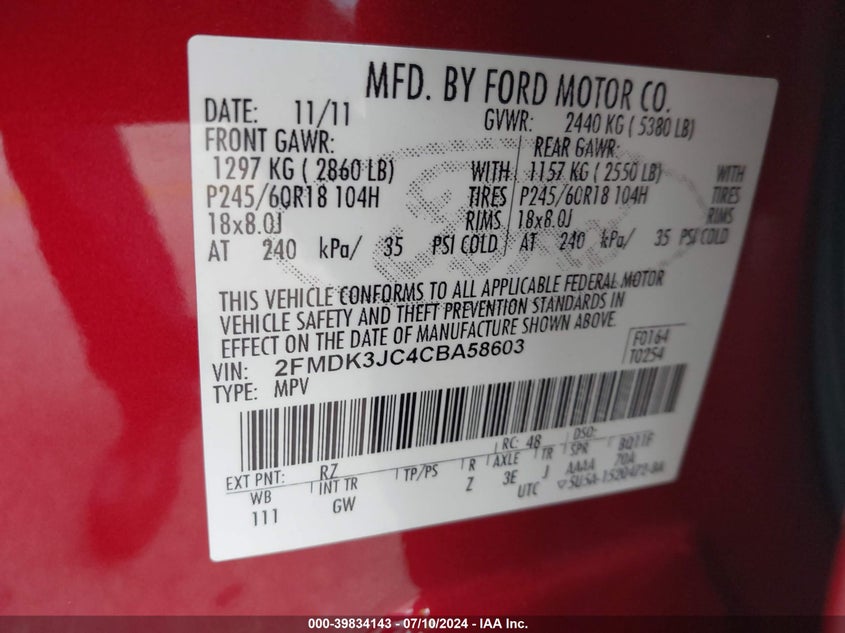 MFD. BY FORD MOTOR CO.
DATE: 11/11 GVWR: 2440 KG ( 5380 LB)
FRONT GAWR: REAR GAWR:
1297 KG ( 2860 LB) WITH 1157 KG ( 2550 LB) WITH
P245/60R18 104H TIRES P245/60R18 104H TIRES
18x8.0J RIMS 18x8.0J RIMS
AT 240 kPa/ 35 PSI COLD AT 240 kPa/ 35 PSI COLD
THIS VEHICLE CONFORMS TO ALL APPLICABLE FEDERAL MOTOR
VEHICLE SAFETY AND THEFT PREVENTION STANDARDS IN
EFFECT ON THE DATE OF MANUFACTURE SHOWN ABOVE.
VIN: 2FMDK3JC4CBA58603 F0164
TYPE: MPV T0254
RC: 48 DSO:
EXT PNT: RZ
WB INT TR TP/PS R AXLE TR SPR
111 GW Z 3E J AAAA 70A
UTC
000-39834143 - 07/10/2024 - IAA Inc.